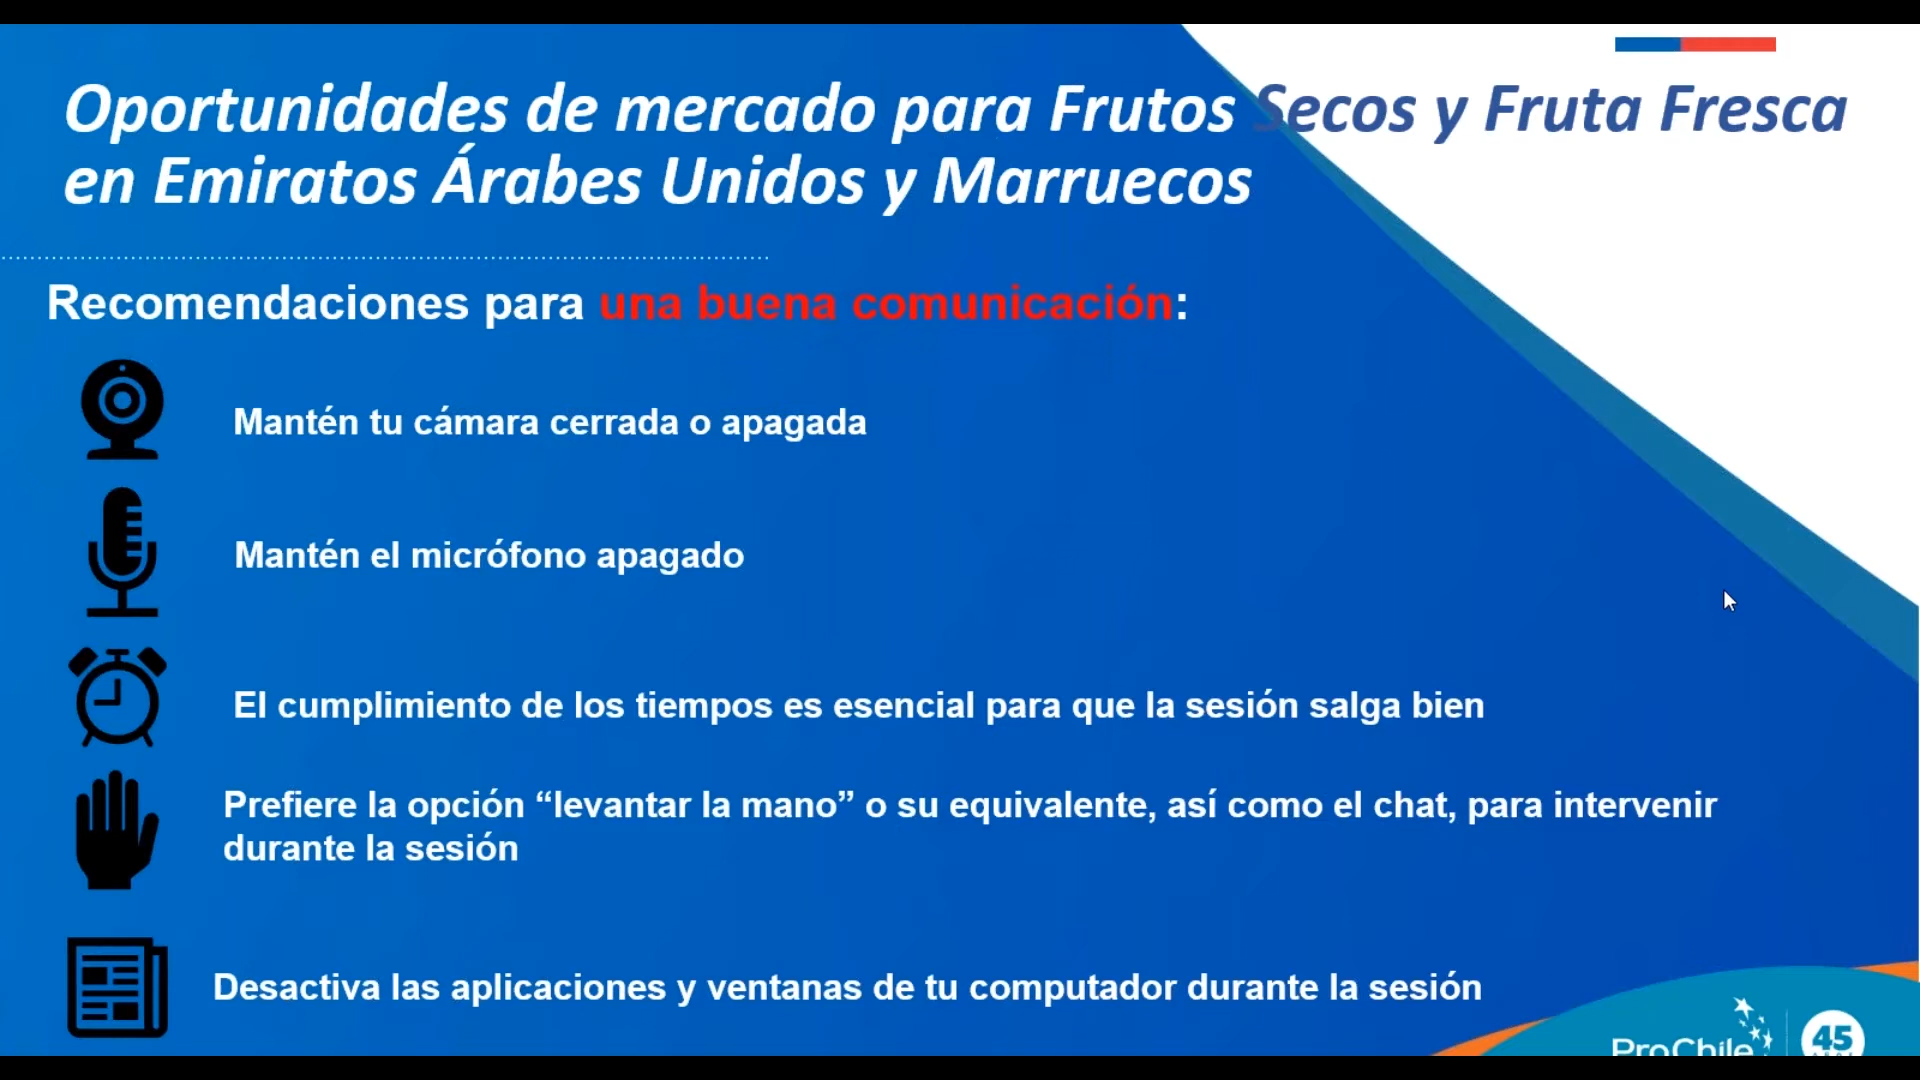 Oportunidades de mercado para Frutos Secos y Fruta Fresca
en Emiratos Árabes Unidos y Marruecos
Recomendaciones para una buena comunicación:
Mantén tu cámara cerrada o apagada
Mantén el micrófono apagado
El cumplimiento de los tiempos es esencial para que la sesión salga bien
Prefiere la opción “levantar la mano” o su equivalente, así como el chat, para intervenir
durante la sesión
Desactiva las aplicaciones y ventanas de tu computador durante la sesión
ProChile
45